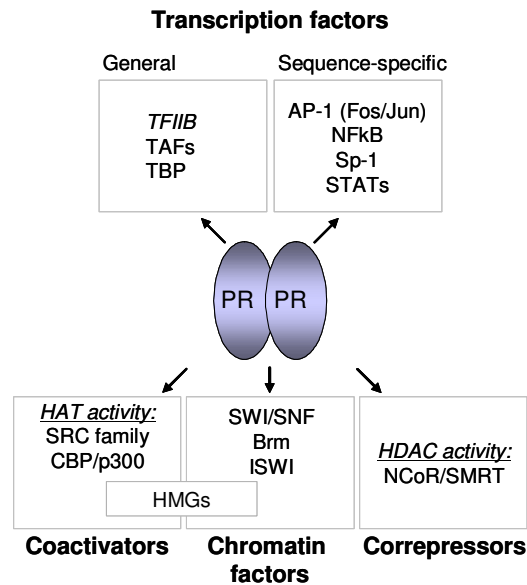 Transcription factors
General
Sequence-specific
TFIIB
TAFs
TBP
AP-1 (Fos/Jun)
NFkB
Sp-1
STATs
PR
PR
HAT activity:
SRC family
CBP/p300
SWI/SNF
Brm
ISWI
HDAC activity:
NCoR/SMRT
HMGs
Coactivators
Chromatin
factors
Correpressors